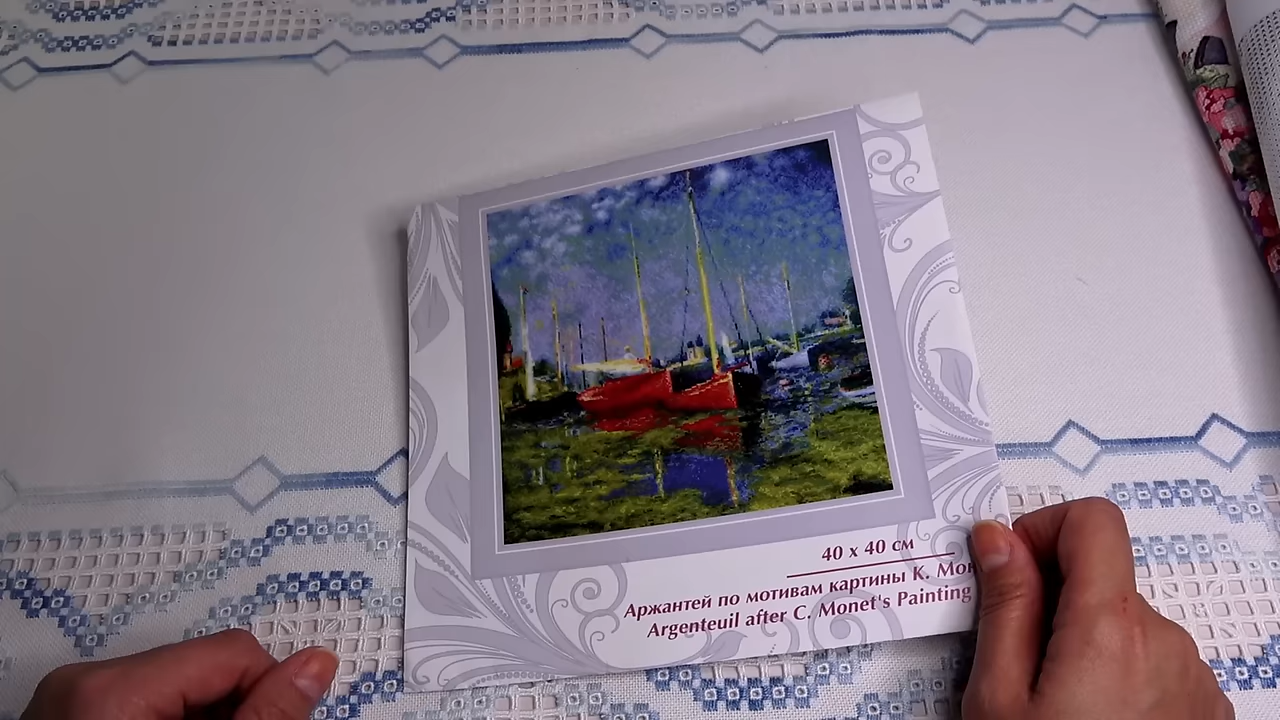 40 x 40 см
Аржантей по мотивам картины К.
Argenteuil after C. Monet's Painting